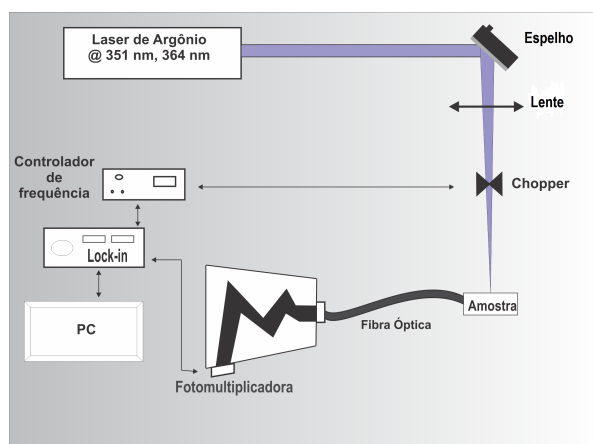 Laser de Argônio
@ 351 nm, 364 nm
Espelho
Lente
Controlador
de
frequência
Chopper
Lock-in
Amostra
PC
Fibra Óptica
Fotomultiplicadora